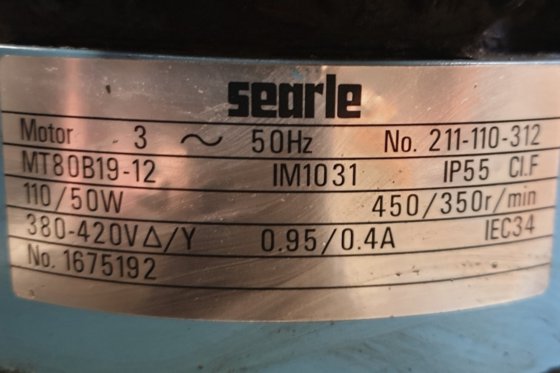 searle
Motor 3 ~ 50Hz No. 211-110-312
MT80B19-12 IM1031 IP55 Cl.F
110/50W 450/350r/min
380-420V△/Y 0.95/0.4A IEC34
No. 1675192